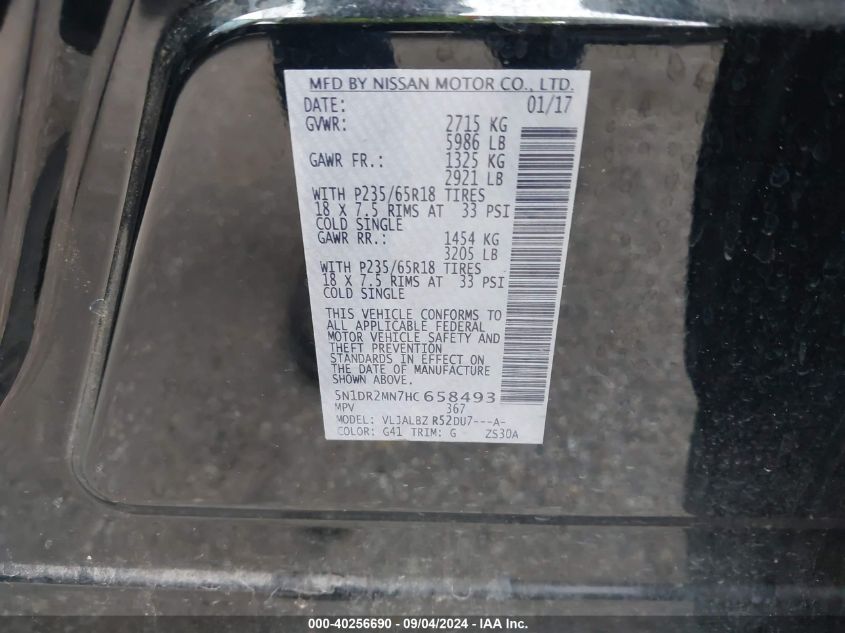 MFD BY NISSAN MOTOR CO., LTD.
DATE: 01/17
GVWR: 2715 KG
5986 LB
GAWR FR.: 1325 KG
2921 LB
WITH P235/65R18 TIRES
18 X 7.5 RIMS AT 33 PSI
COLD SINGLE
GAWR RR.: 1454 KG
3205 LB
WITH P235/65R18 TIRES
18 X 7.5 RIMS AT 33 PSI
COLD SINGLE
THIS VEHICLE CONFORMS TO
ALL APPLICABLE FEDERAL
MOTOR VEHICLE SAFETY AND
THEFT PREVENTION
STANDARDS IN EFFECT ON
THE DATE OF MANUFACTURE
SHOWN ABOVE.
5N1DR2MN7HC658493
MPV 367
MODEL: VLJALBZ R52DU7---A-
COLOR: G41 TRIM: G ZS30A
000-40256690 - 09/04/2024 - IAAI - Copart - USA